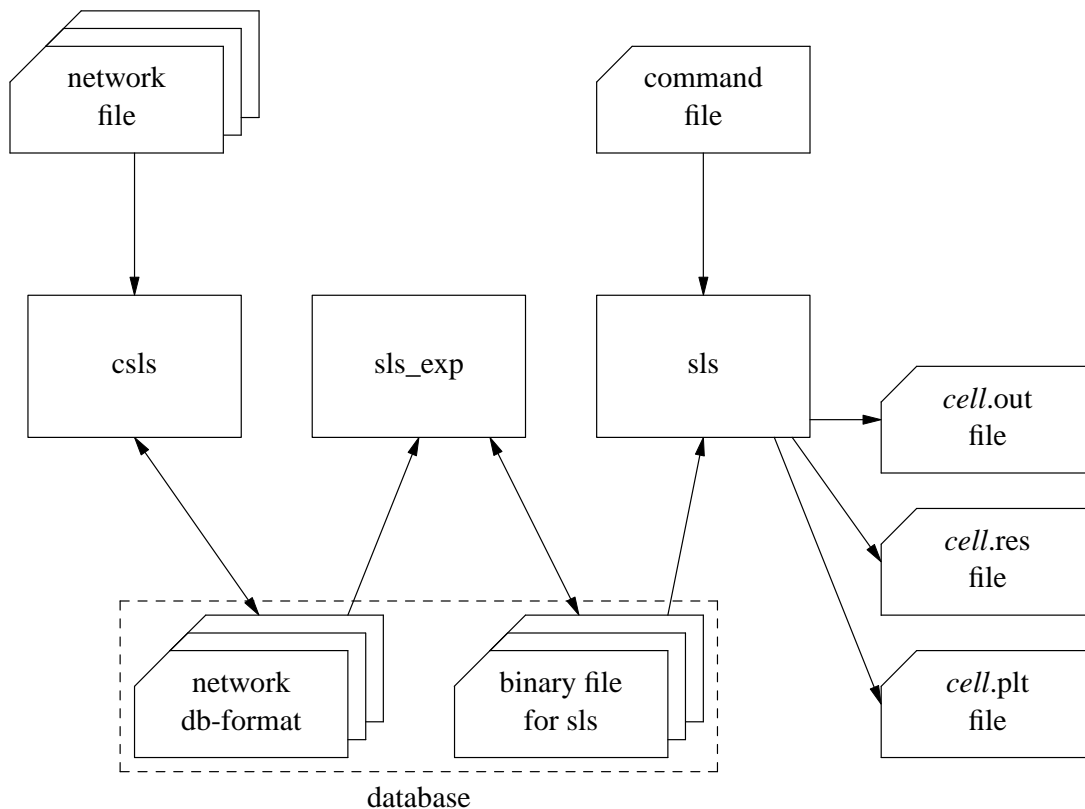 network
file
command
file
csls
sls_exp
sls
cell.out
file
cell.res
file
network
db-format
binary file
for sls
cell.plt
file
database